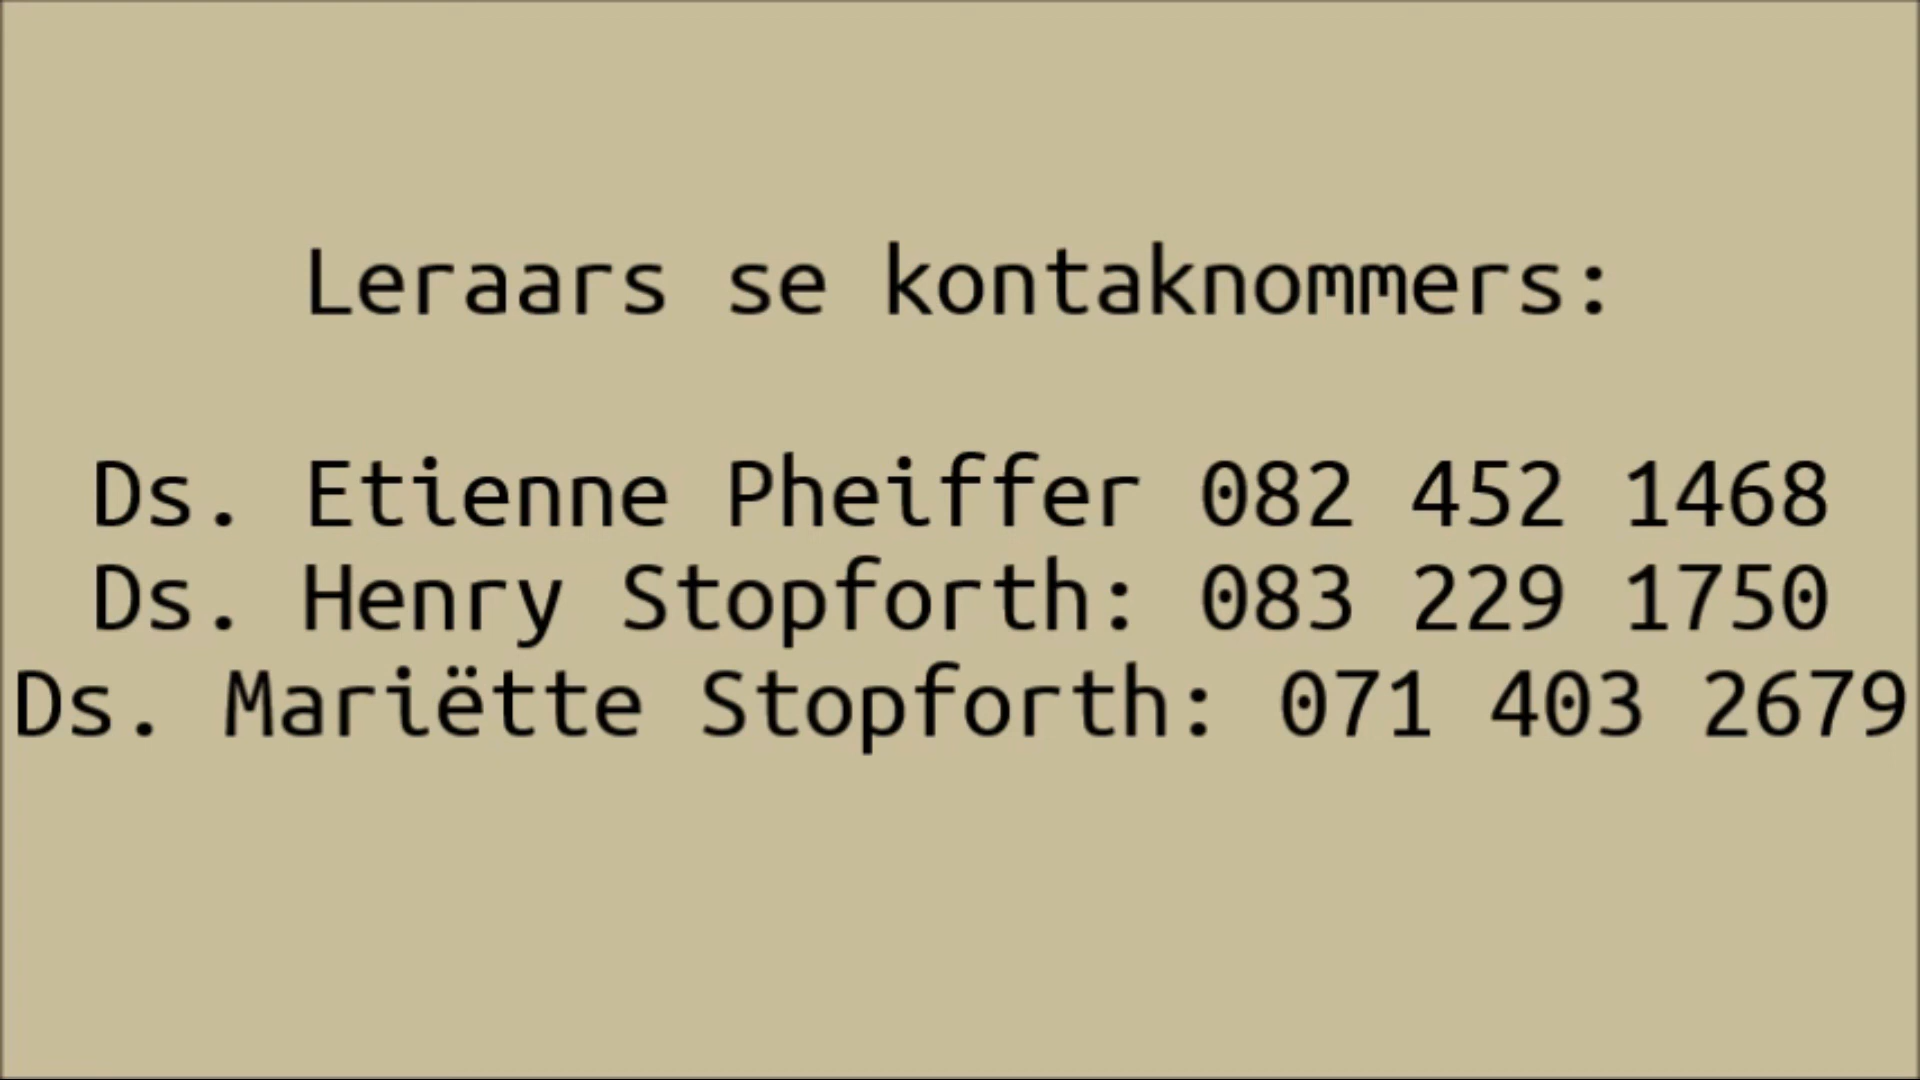 Leraars se kontaknommers:
Ds. Etienne Pheiffer 082 452 1468
Ds. Henry Stopforth: 083 229 1750
Ds. Mariëtte Stopforth: 071 403 2679